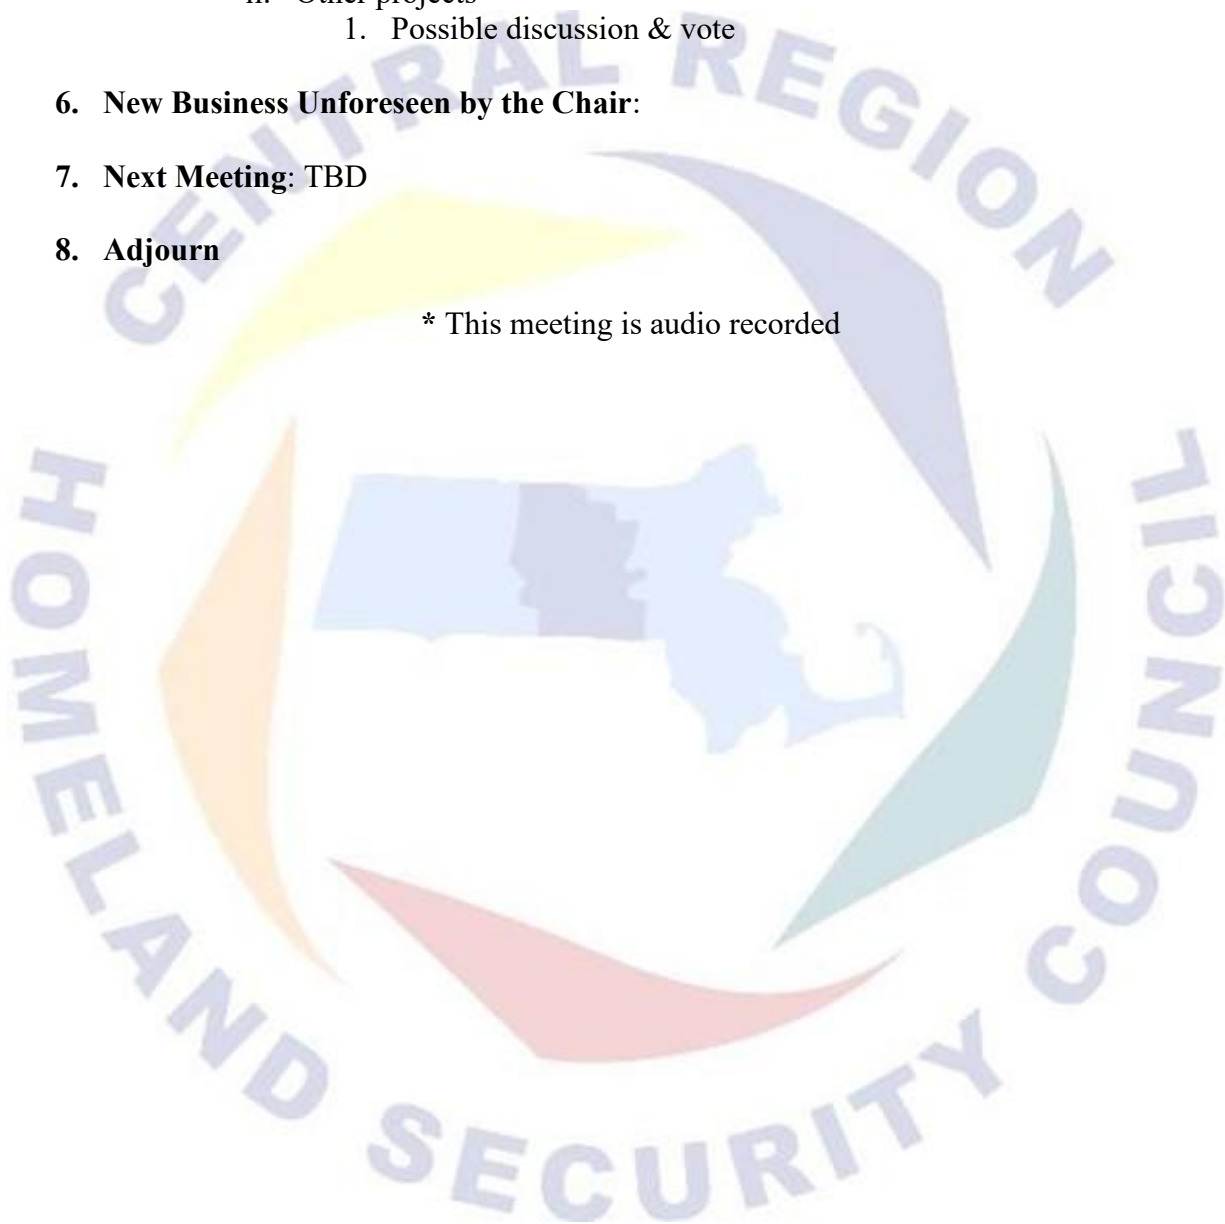 ii. Other projects
1. Possible discussion & vote
6. New Business Unforeseen by the Chair:
7. Next Meeting: TBD
8. Adjourn
* This meeting is audio recorded
CENTRAL REGION
HOMELAND SECURITY COUNCIL